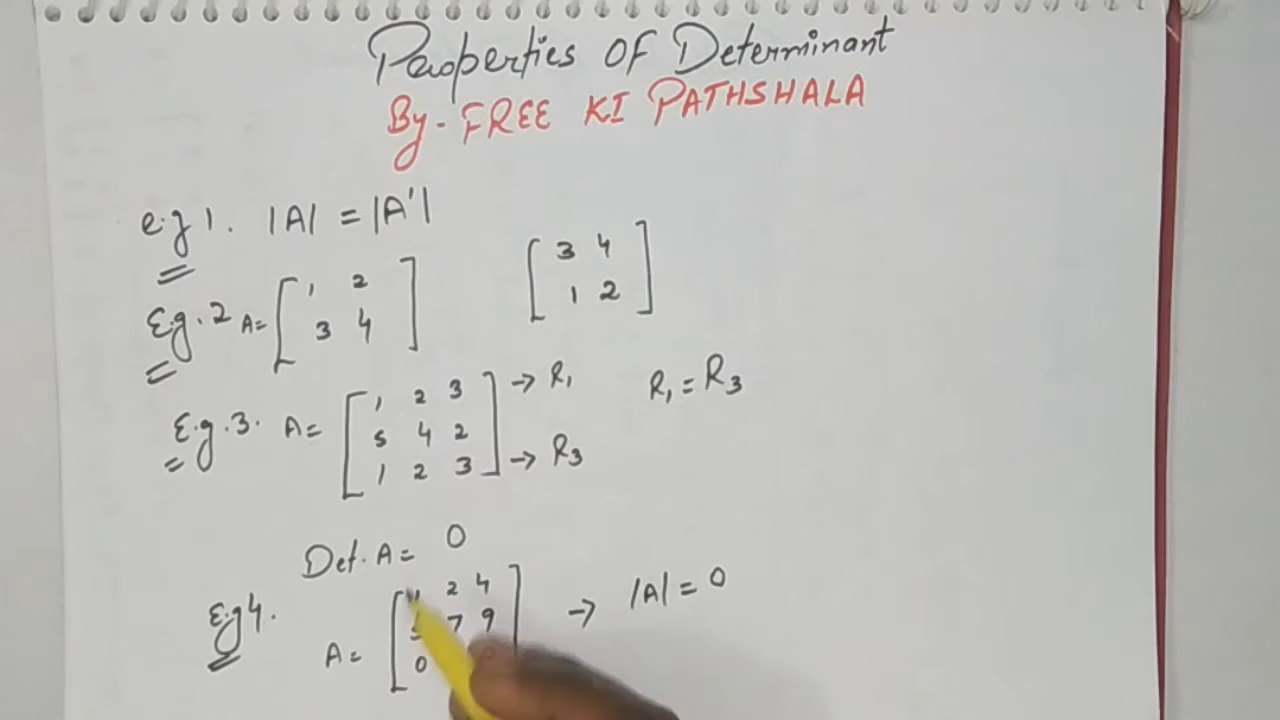 Properties Of Determinant
By- FREE KI PATHSHALA
e.g 1. |A| = |A'|
E.g. 2 A= [ 1 2 [ 3 4
3 4 ] 1 2 ]
E.g. 3. A= [ 1 2 3 → R₁ R₁ = R₃
5 4 2
1 2 3 ] → R₃
Det. A = 0
E.g 4. A= [ 2 4 → |A| = 0
7 9
0 ]